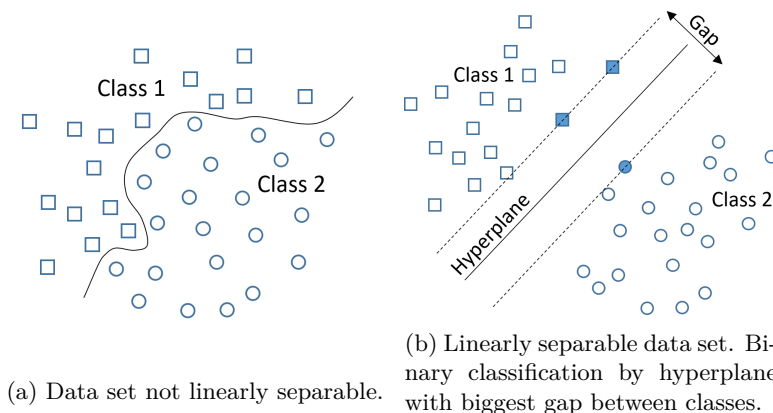 Class 1
Class 2
(a) Data set not linearly separable.
Gap
Class 1
Class 2
Hyperplane
(b) Linearly separable data set. Bi-
nary classification by hyperplane
with biggest gap between classes.